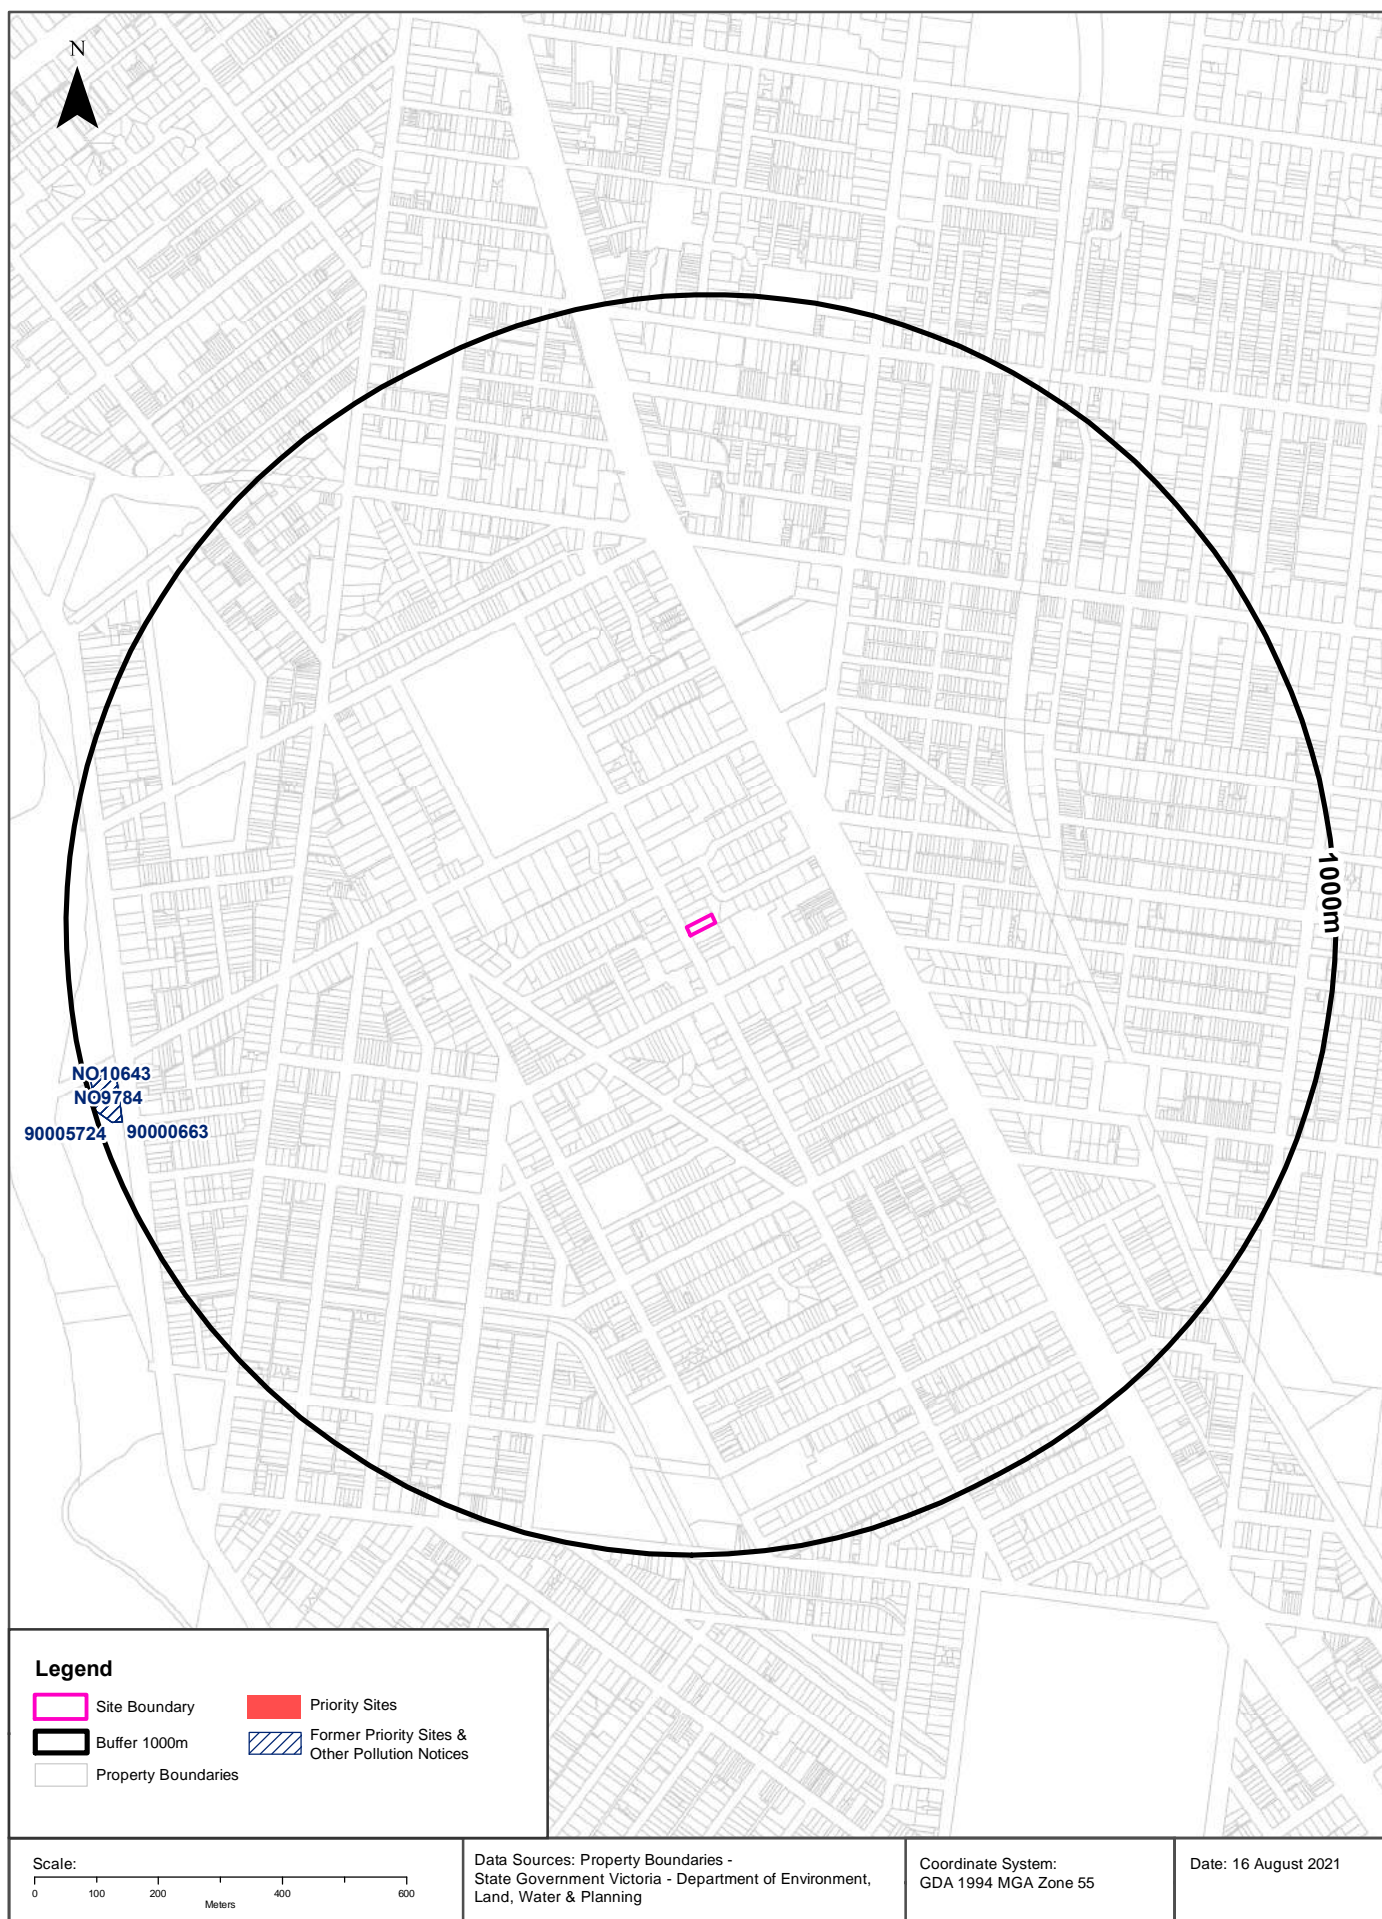 N
1000m
NO10643
NO9784
90005724
90000663
Legend
Site Boundary
Buffer 1000m
Property Boundaries
Priority Sites
Former Priority Sites &
Other Pollution Notices
Scale:
0 100 200 400 600
Meters
Data Sources: Property Boundaries -
State Government Victoria - Department of Environment,
Land, Water & Planning
Coordinate System:
GDA 1994 MGA Zone 55
Date: 16 August 2021